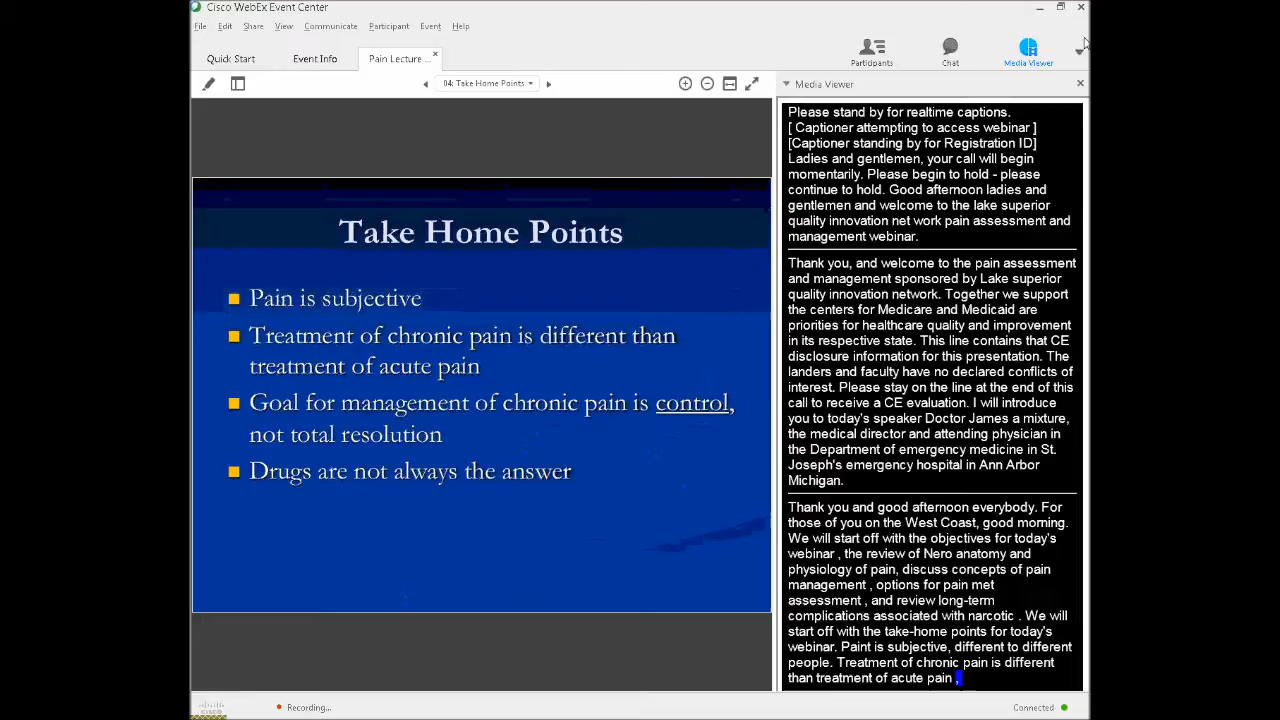 Cisco WebEx Event Center
File Edit Share View Communicate Participant Event Help
Quick Start Event Info Pain Lecture ...
Participants Chat Media Viewer
04: Take Home Points
Media Viewer
Take Home Points
Pain is subjective
Treatment of chronic pain is different than
treatment of acute pain
Goal for management of chronic pain is control,
not total resolution
Drugs are not always the answer
Please stand by for realtime captions.
[ Captioner attempting to access webinar ]
[Captioner standing by for Registration ID]
Ladies and gentlemen, your call will begin
momentarily. Please begin to hold - please
continue to hold. Good afternoon ladies and
gentlemen and welcome to the lake superior
quality innovation net work pain assessment and
management webinar.
Thank you, and welcome to the pain assessment
and management sponsored by Lake superior
quality innovation network. Together we support
the centers for Medicare and Medicaid are
priorities for healthcare quality and improvement
in its respective state. This line contains that CE
disclosure information for this presentation. The
landers and faculty have no declared conflicts of
interest. Please stay on the line at the end of this
call to receive a CE evaluation. I will introduce
you to today's speaker Doctor James a mixture,
the medical director and attending physician in
the Department of emergency medicine in St.
Joseph's emergency hospital in Ann Arbor
Michigan.
Thank you and good afternoon everybody. For
those of you on the West Coast, good morning.
We will start off with the objectives for today's
webinar , the review of Nero anatomy and
physiology of pain, discuss concepts of pain
management , options for pain met
assessment , and review long-term
complications associated with narcotic . We will
start off with the take-home points for today's
webinar. Paint is subjective, different to different
people. Treatment of chronic pain is different
than treatment of acute pain ,
Recording... Connected